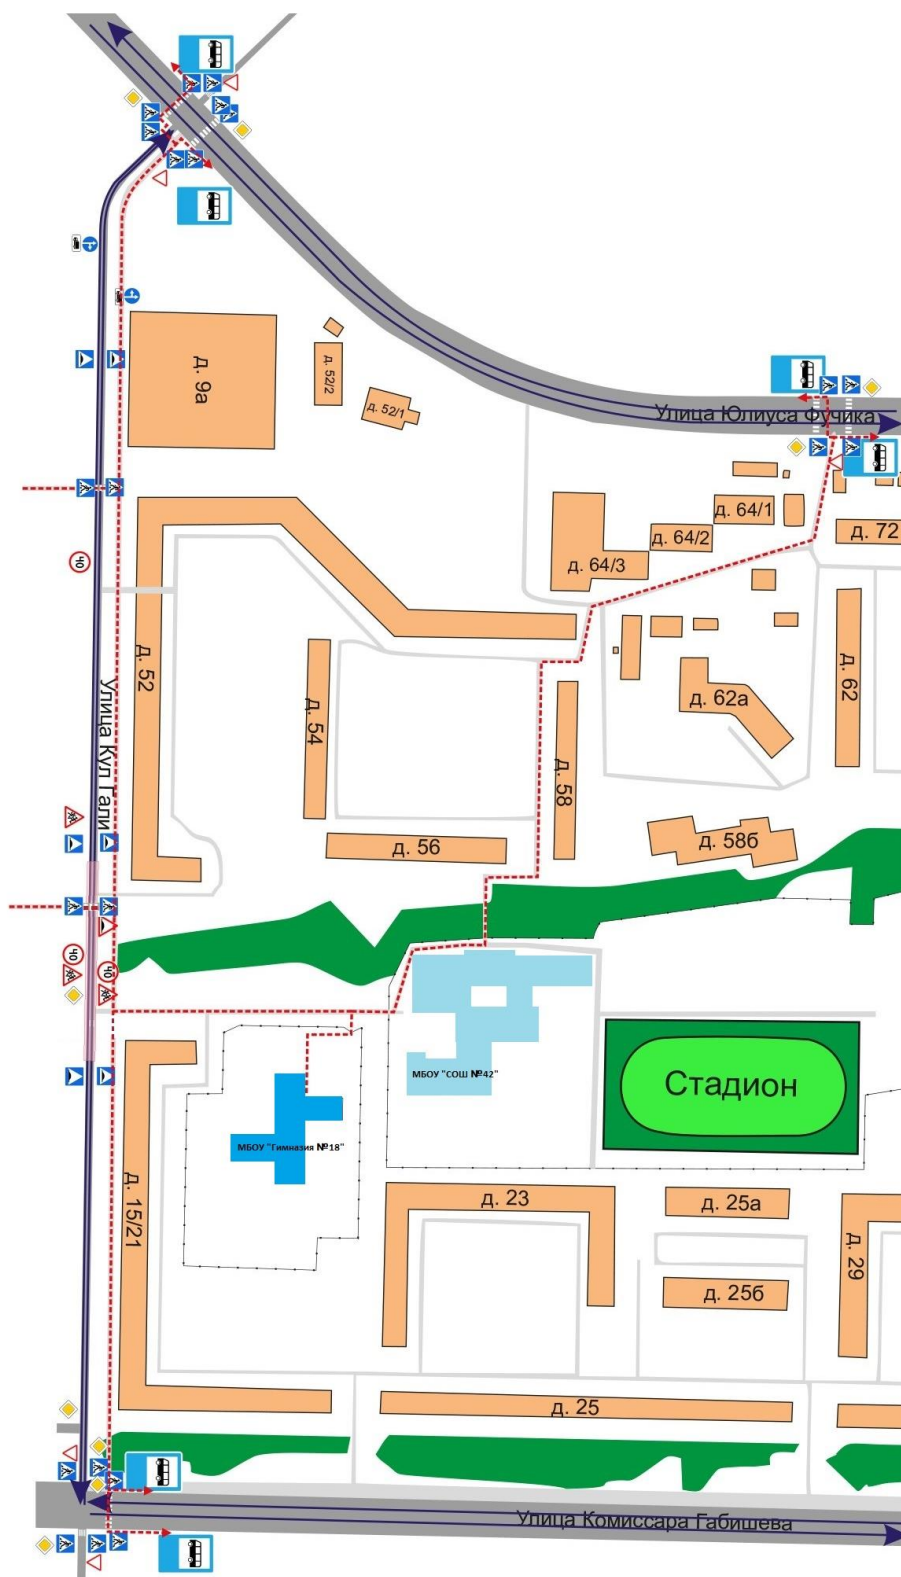 д. 9а
д. 52/2
д. 52/1
Улица Юлиуса Фучика
д. 64/1
д. 64/2
д. 64/3
д. 72
д. 52
Улица Кул Гали
д. 54
д. 62а
д. 62
д. 58
д. 56
д. 58б
40
40
40
МБОУ "СОШ №42"
Стадион
МБОУ "Гимназия №18"
д. 15/21
д. 23
д. 25а
д. 29
д. 25б
д. 25
Улица Комиссара Габишева